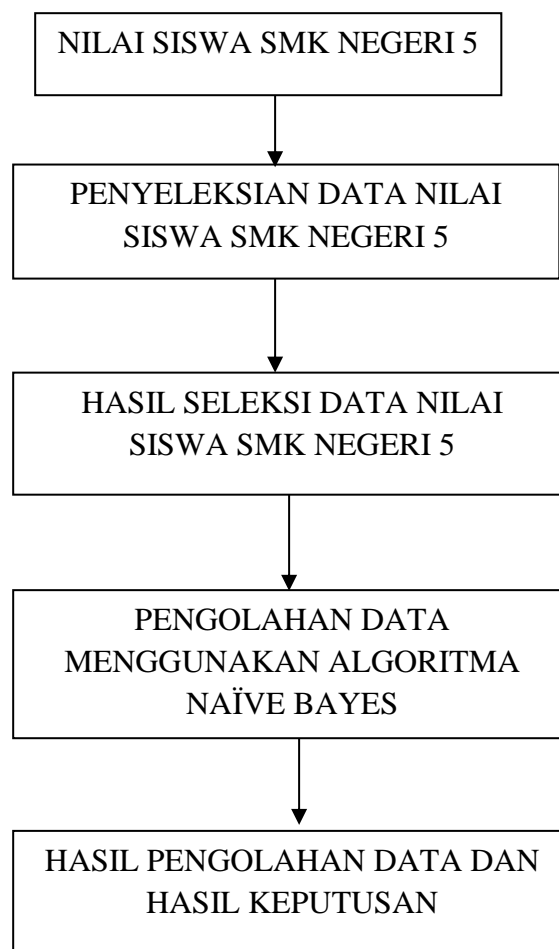 NILAI SISWA SMK NEGERI 5
PENYELEKSIAN DATA NILAI
SISWA SMK NEGERI 5
HASIL SELEKSI DATA NILAI
SISWA SMK NEGERI 5
PENGOLAHAN DATA
MENGGUNAKAN ALGORITMA
NAÏVE BAYES
HASIL PENGOLAHAN DATA DAN
HASIL KEPUTUSAN